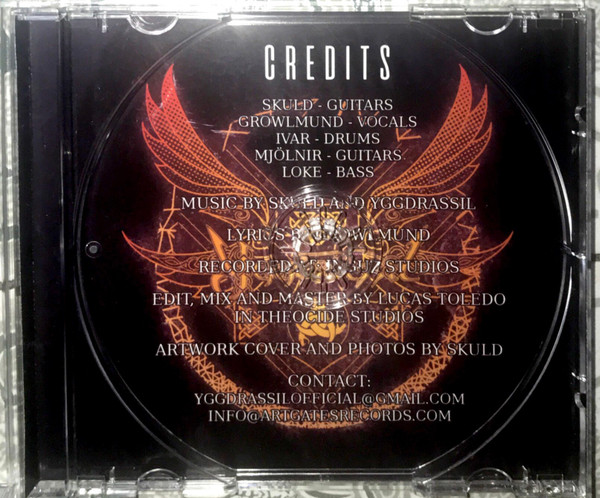 CREDITS
SKULD - GUITARS
GROWLMUND - VOCALS
IVAR - DRUMS
MJÖLNIR - GUITARS
LOKE - BASS
MUSIC BY SKULD AND YGGDRASSIL
LYRICS BY GROWLMUND
RECORDED STUDIOS
EDIT, MIX AND MASTER BY LUCAS TOLEDO
IN THEOCIDE STUDIOS
ARTWORK COVER AND PHOTOS BY SKULD
CONTACT:
YGGDRASSILOFFICIAL@GMAIL.COM
INFO@ARTGATESRECORDS.COM